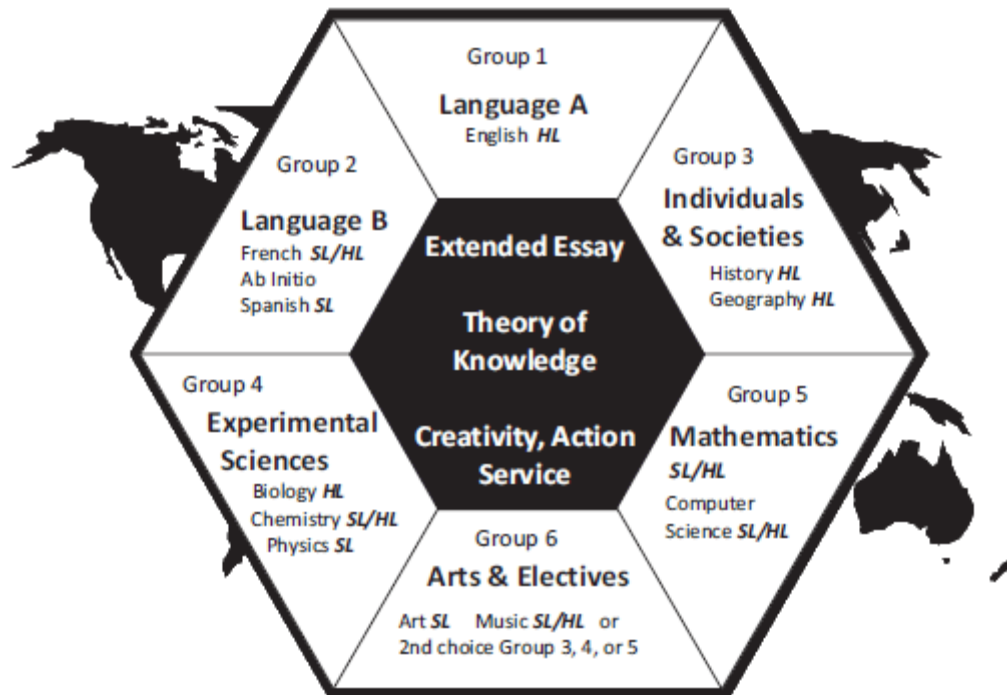 Group 1
Language A
English HL
Group 2
Language B
French SL/HL
Ab Initio
Spanish SL
Group 3
Individuals
& Societies
History HL
Geography HL
Extended Essay
Theory of
Knowledge
Creativity, Action
Service
Group 4
Experimental
Sciences
Biology HL
Chemistry SL/HL
Physics SL
Group 5
Mathematics
SL/HL
Computer
Science SL/HL
Group 6
Arts & Electives
Art SL Music SL/HL or
2nd choice Group 3, 4, or 5